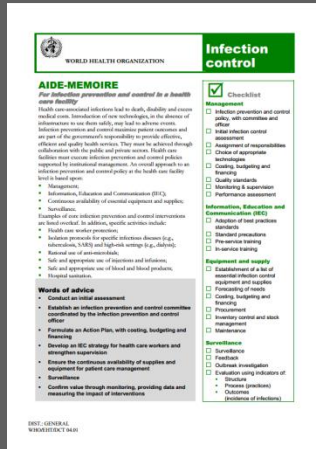 WORLD HEALTH ORGANIZATION
Infection
control
AIDE-MEMOIRE
For infection prevention and control in a health
care facility
Health care-associated infections lead to death, disability and excess
medical costs. Introduction of new technologies, in the absence of
infrastructure to use them safely, may lead to adverse events.
Infection prevention and control maximize patient outcomes and
are part of the government's responsibility to provide effective,
efficient and quality health services. They must be achieved through
collaboration with the public and private sectors. Health care
facilities must execute infection prevention and control policies
supported by institutional management. An overall approach to an
infection prevention and control policy at the health care facility
level is based upon:
• Management;
• Information, Education and Communication (IEC);
• Continuous availability of essential equipment and supplies;
• Surveillance.
Examples of core infection prevention and control interventions
are listed overleaf. In addition, specific activities include:
• Health care worker protection;
• Isolation protocols for specific infectious diseases (e.g.,
tuberculosis, SARS) and high-risk settings (e.g., dialysis);
• Rational use of anti-microbials;
• Safe and appropriate use of injections and infusions;
• Safe and appropriate use of blood and blood products;
• Hospital sanitation.
Words of advice
• Conduct an initial assessment
• Establish an infection prevention and control committee
coordinated by the infection prevention and control
officer
• Formulate an Action Plan, with costing, budgeting and
financing
• Develop an IEC strategy for health care workers and
strengthen supervision
• Ensure the continuous availability of supplies and
equipment for patient care management
• Surveillance
• Confirm value through monitoring, providing data and
measuring the impact of interventions
Checklist
Management
Infection prevention and control
policy, with committee and
officer
Initial infection control
assessment
Assignment of responsibilities
Choice of appropriate
technologies
Costing, budgeting and
financing
Quality standards
Monitoring & supervision
Performance assessment
Information, Education and
Communication (IEC)
Adoption of best practices
standards
Standard precautions
Pre-service training
In-service training
Equipment and supply
Establishment of a list of
essential infection control
equipment and supplies
Forecasting of needs
Costing, budgeting and
financing
Procurement
Inventory control and stock
management
Maintenance
Surveillance
Surveillance
Feedback
Outbreak investigation
Evaluation using indicators of:
• Structure
• Process (practices)
• Outcomes
(incidence of infections)
DIST.: GENERAL
WHO/EHT/DCT 04.01